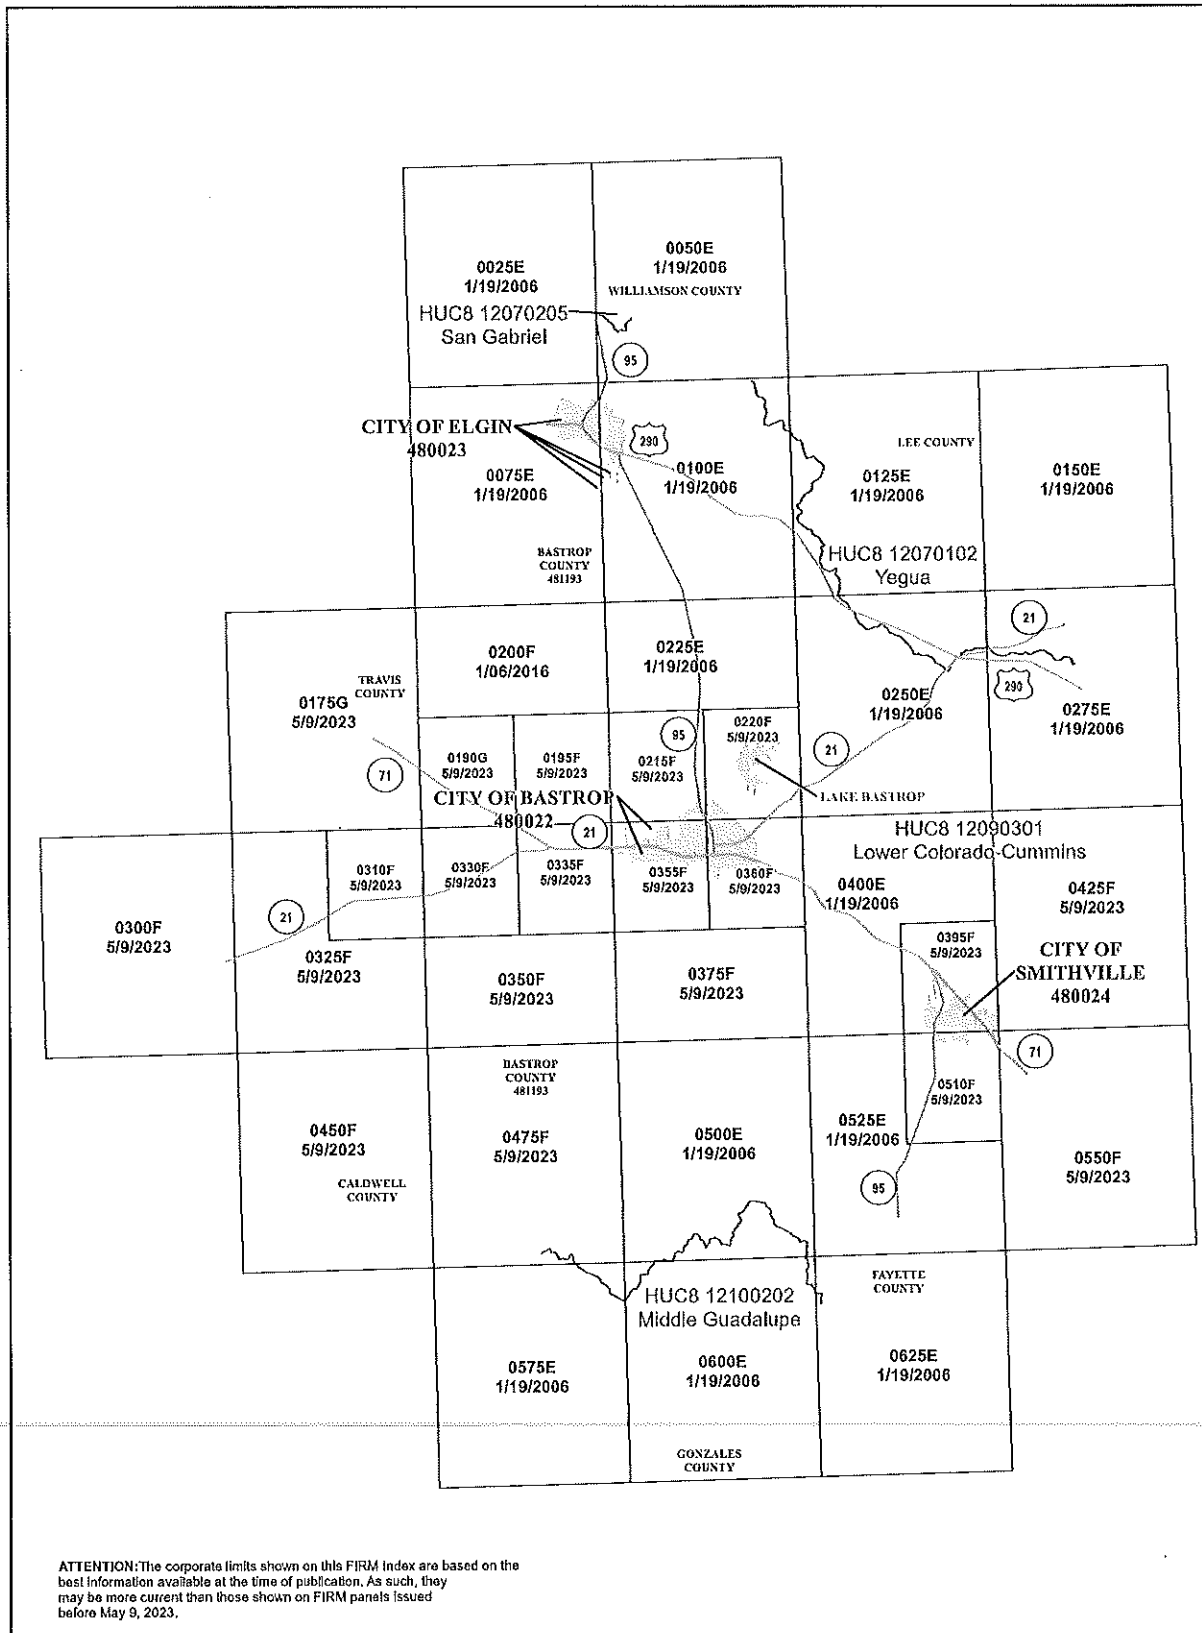 0025E
1/19/2006
0050E
1/19/2006
WILLIAMSON COUNTY
HUC8 12070205
San Gabriel
95
CITY OF ELGIN
480023
290
0075E
1/19/2006
0100E
1/19/2006
LEE COUNTY
0125E
1/19/2006
0150E
1/19/2006
BASTROP
COUNTY
481193
HUC8 12070102
Yegua
21
0200F
1/06/2016
0225E
1/19/2006
TRAVIS
COUNTY
0175G
5/9/2023
0250E
1/19/2006
290
0275E
1/19/2006
0190G
5/9/2023
0195F
5/9/2023
95
0215F
5/9/2023
0220F
5/9/2023
21
71
CITY OF BASTROP
480022
LAKE BASTROP
21
HUC8 12090301
Lower Colorado-Cummins
0310F
5/9/2023
0330F
5/9/2023
0335F
5/9/2023
0355F
5/9/2023
0360F
5/9/2023
0400E
1/19/2006
0425F
5/9/2023
0300F
5/9/2023
21
0325F
5/9/2023
0350F
5/9/2023
0375F
5/9/2023
0395F
5/9/2023
CITY OF
SMITHVILLE
480024
71
BASTROP
COUNTY
481193
0510F
5/9/2023
0450F
5/9/2023
0475F
5/9/2023
0500E
1/19/2006
0525E
1/19/2006
0550F
5/9/2023
CALDWELL
COUNTY
95
FAYETTE
COUNTY
HUC8 12100202
Middle Guadalupe
0575E
1/19/2006
0600E
1/19/2006
0625E
1/19/2006
GONZALES
COUNTY
ATTENTION:The corporate limits shown on this FIRM Index are based on the
best information available at the time of publication. As such, they
may be more current than those shown on FIRM panels issued
before May 9, 2023.